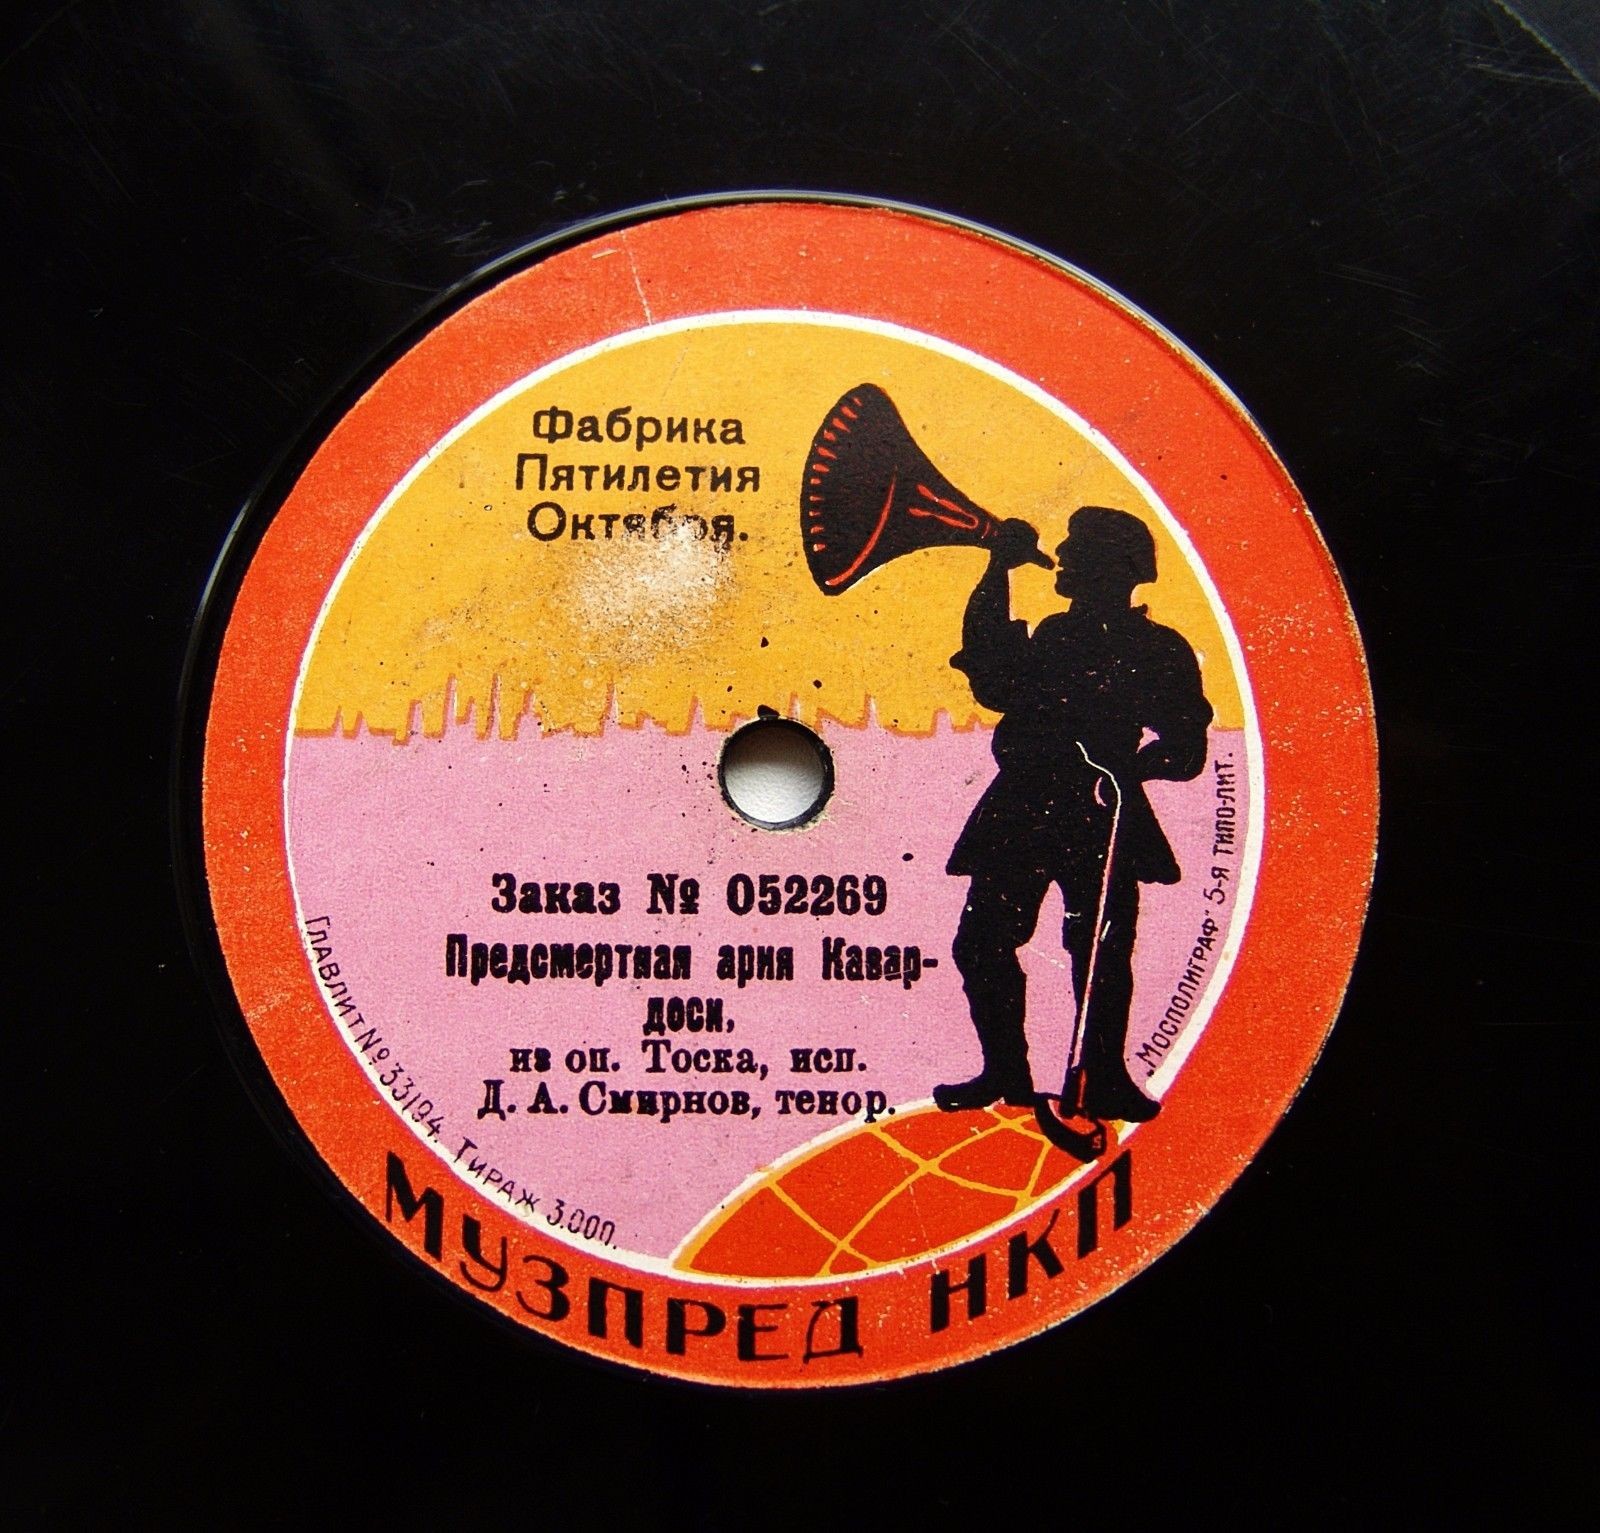 Фабрика
Пятилетия
Октября.
Заказ № 052269
Предсмертная ария Кавар-
доси,
из оп. Тоска, исп.
Д. А. Смирнов, тенор.
Главлит № 33194. Тираж 3.000.
„Мосполиграф" 5-я типо-лит.
МУЗПРЕД НКП